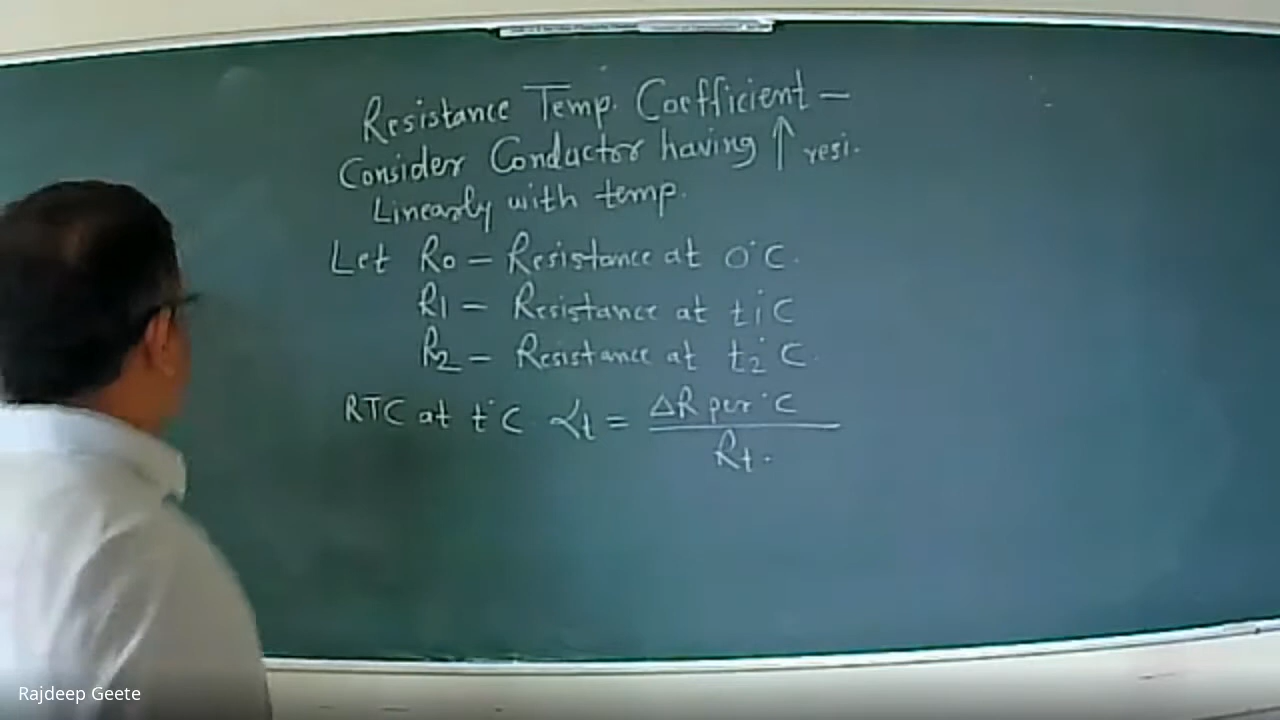 Resistance Temp. Coefficient —
Consider Conductor having ↑ resi.
Linearly with temp.
Let R0 — Resistance at 0°C.
R1 — Resistance at t1°C
R2 — Resistance at t2°C.
RTC at t°C αt = ΔR per °C / Rt.
Rajdeep Geete